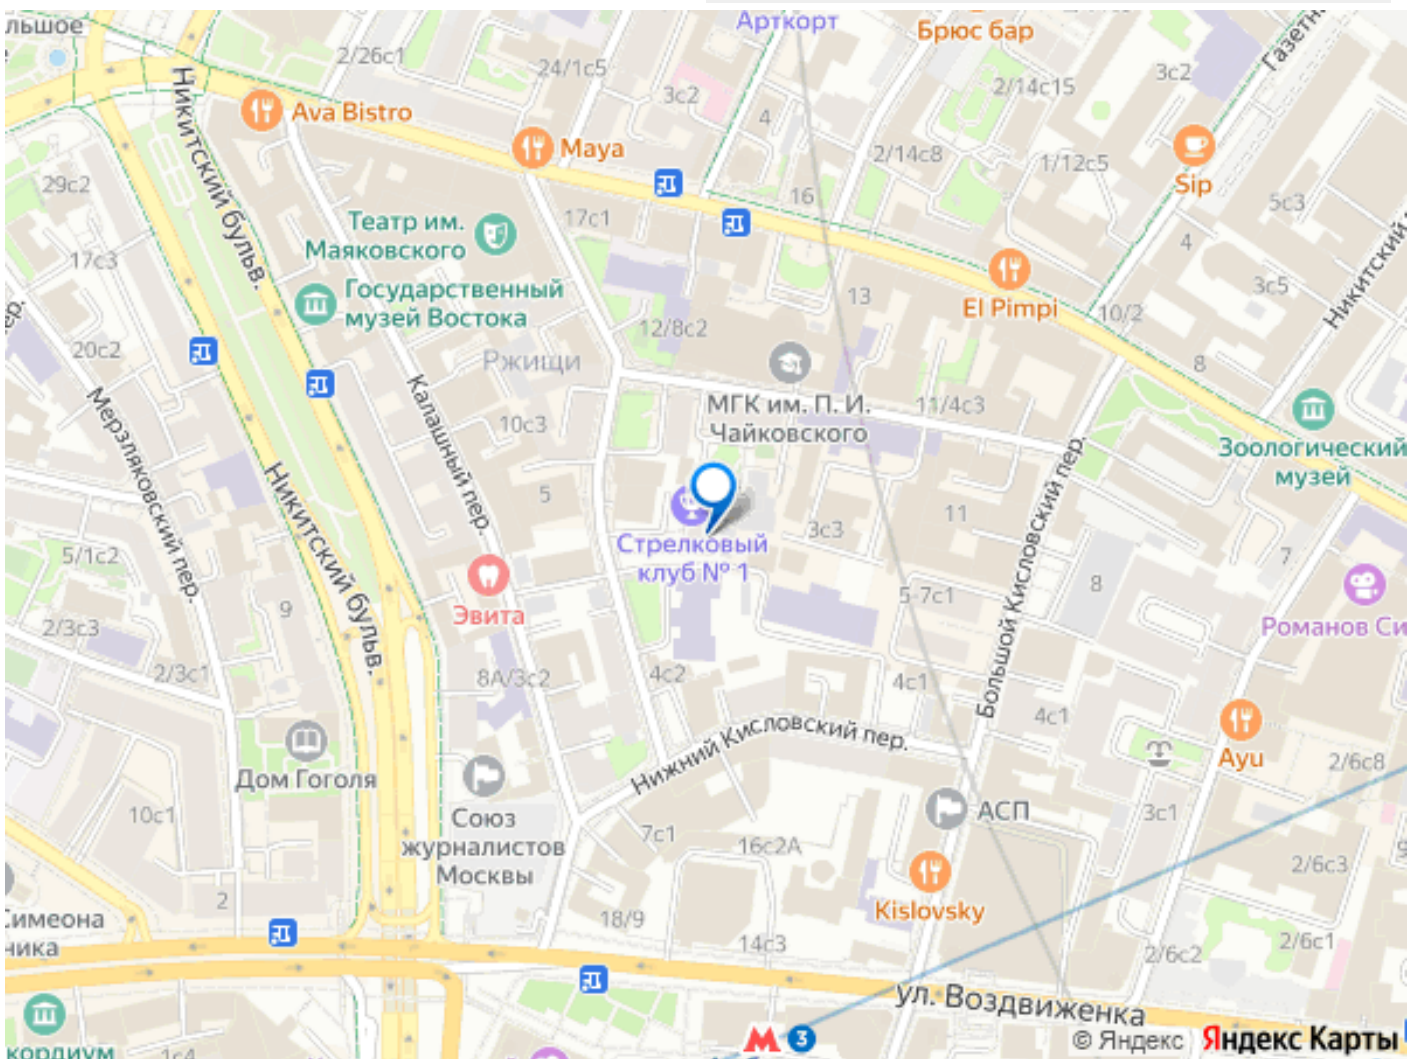 льшое
Арткорт
Брюс бар
Газетн
2/26с1
24/1с5
3с2
3с2
2/14с15
Ava Bistro
Maya
4
2/14с8
1/12с5
Sip
29с2
Никитский бульв.
Театр им.
Маяковского
17с1
16
5с3
4
17с3
Государственный
музей Востока
13
El Pimpi
3с5
Никитский
10/2
ер.
20с2
Ржищи
12/8с2
8
МГК им. П. И.
Чайковского
11/4с3
10с3
Калашный пер.
Мерзляковский пер.
Зоологический
музей
Никитский бульв.
5
Стрелковый
клуб № 1
3с3
11
Большой Кисловский пер.
5/1с2
7
8
Эвита
9
5-7с1
2/3с3
Романов Си
2/3с1
8А/3с2
4с2
4с1
4с1
Нижний Кисловский пер.
Дом Гоголя
Ayu
2/6с8
Союз
журналистов
Москвы
АСП
10с1
3с1
7с1
16с2А
2/6с3
9
Kislovsky
2
Симеона
ника
18/9
14с3
2/6с2
2/6с1
ул. Воздвиженка
М 3
© Яндекс Яндекс Карты
кордиум
1с4